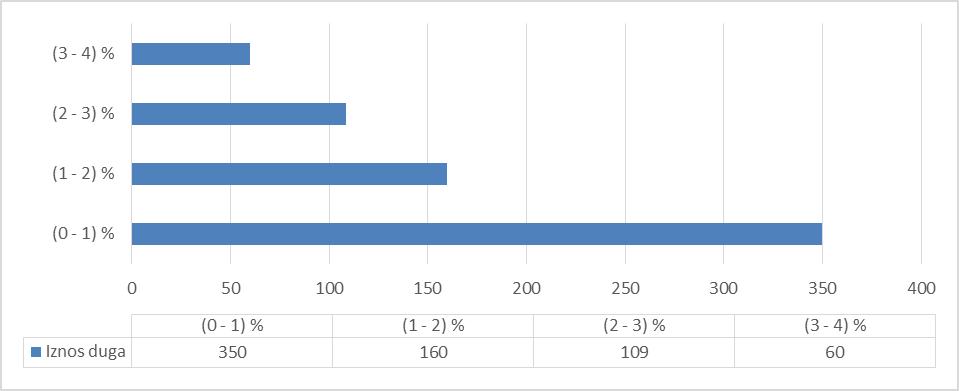 (3 - 4) %
(2 - 3) %
(1 - 2) %
(0 - 1) %
0 50 100 150 200 250 300 350 400
(0 - 1) % (1 - 2) % (2 - 3) % (3 - 4) %
Iznos duga 350 160 109 60